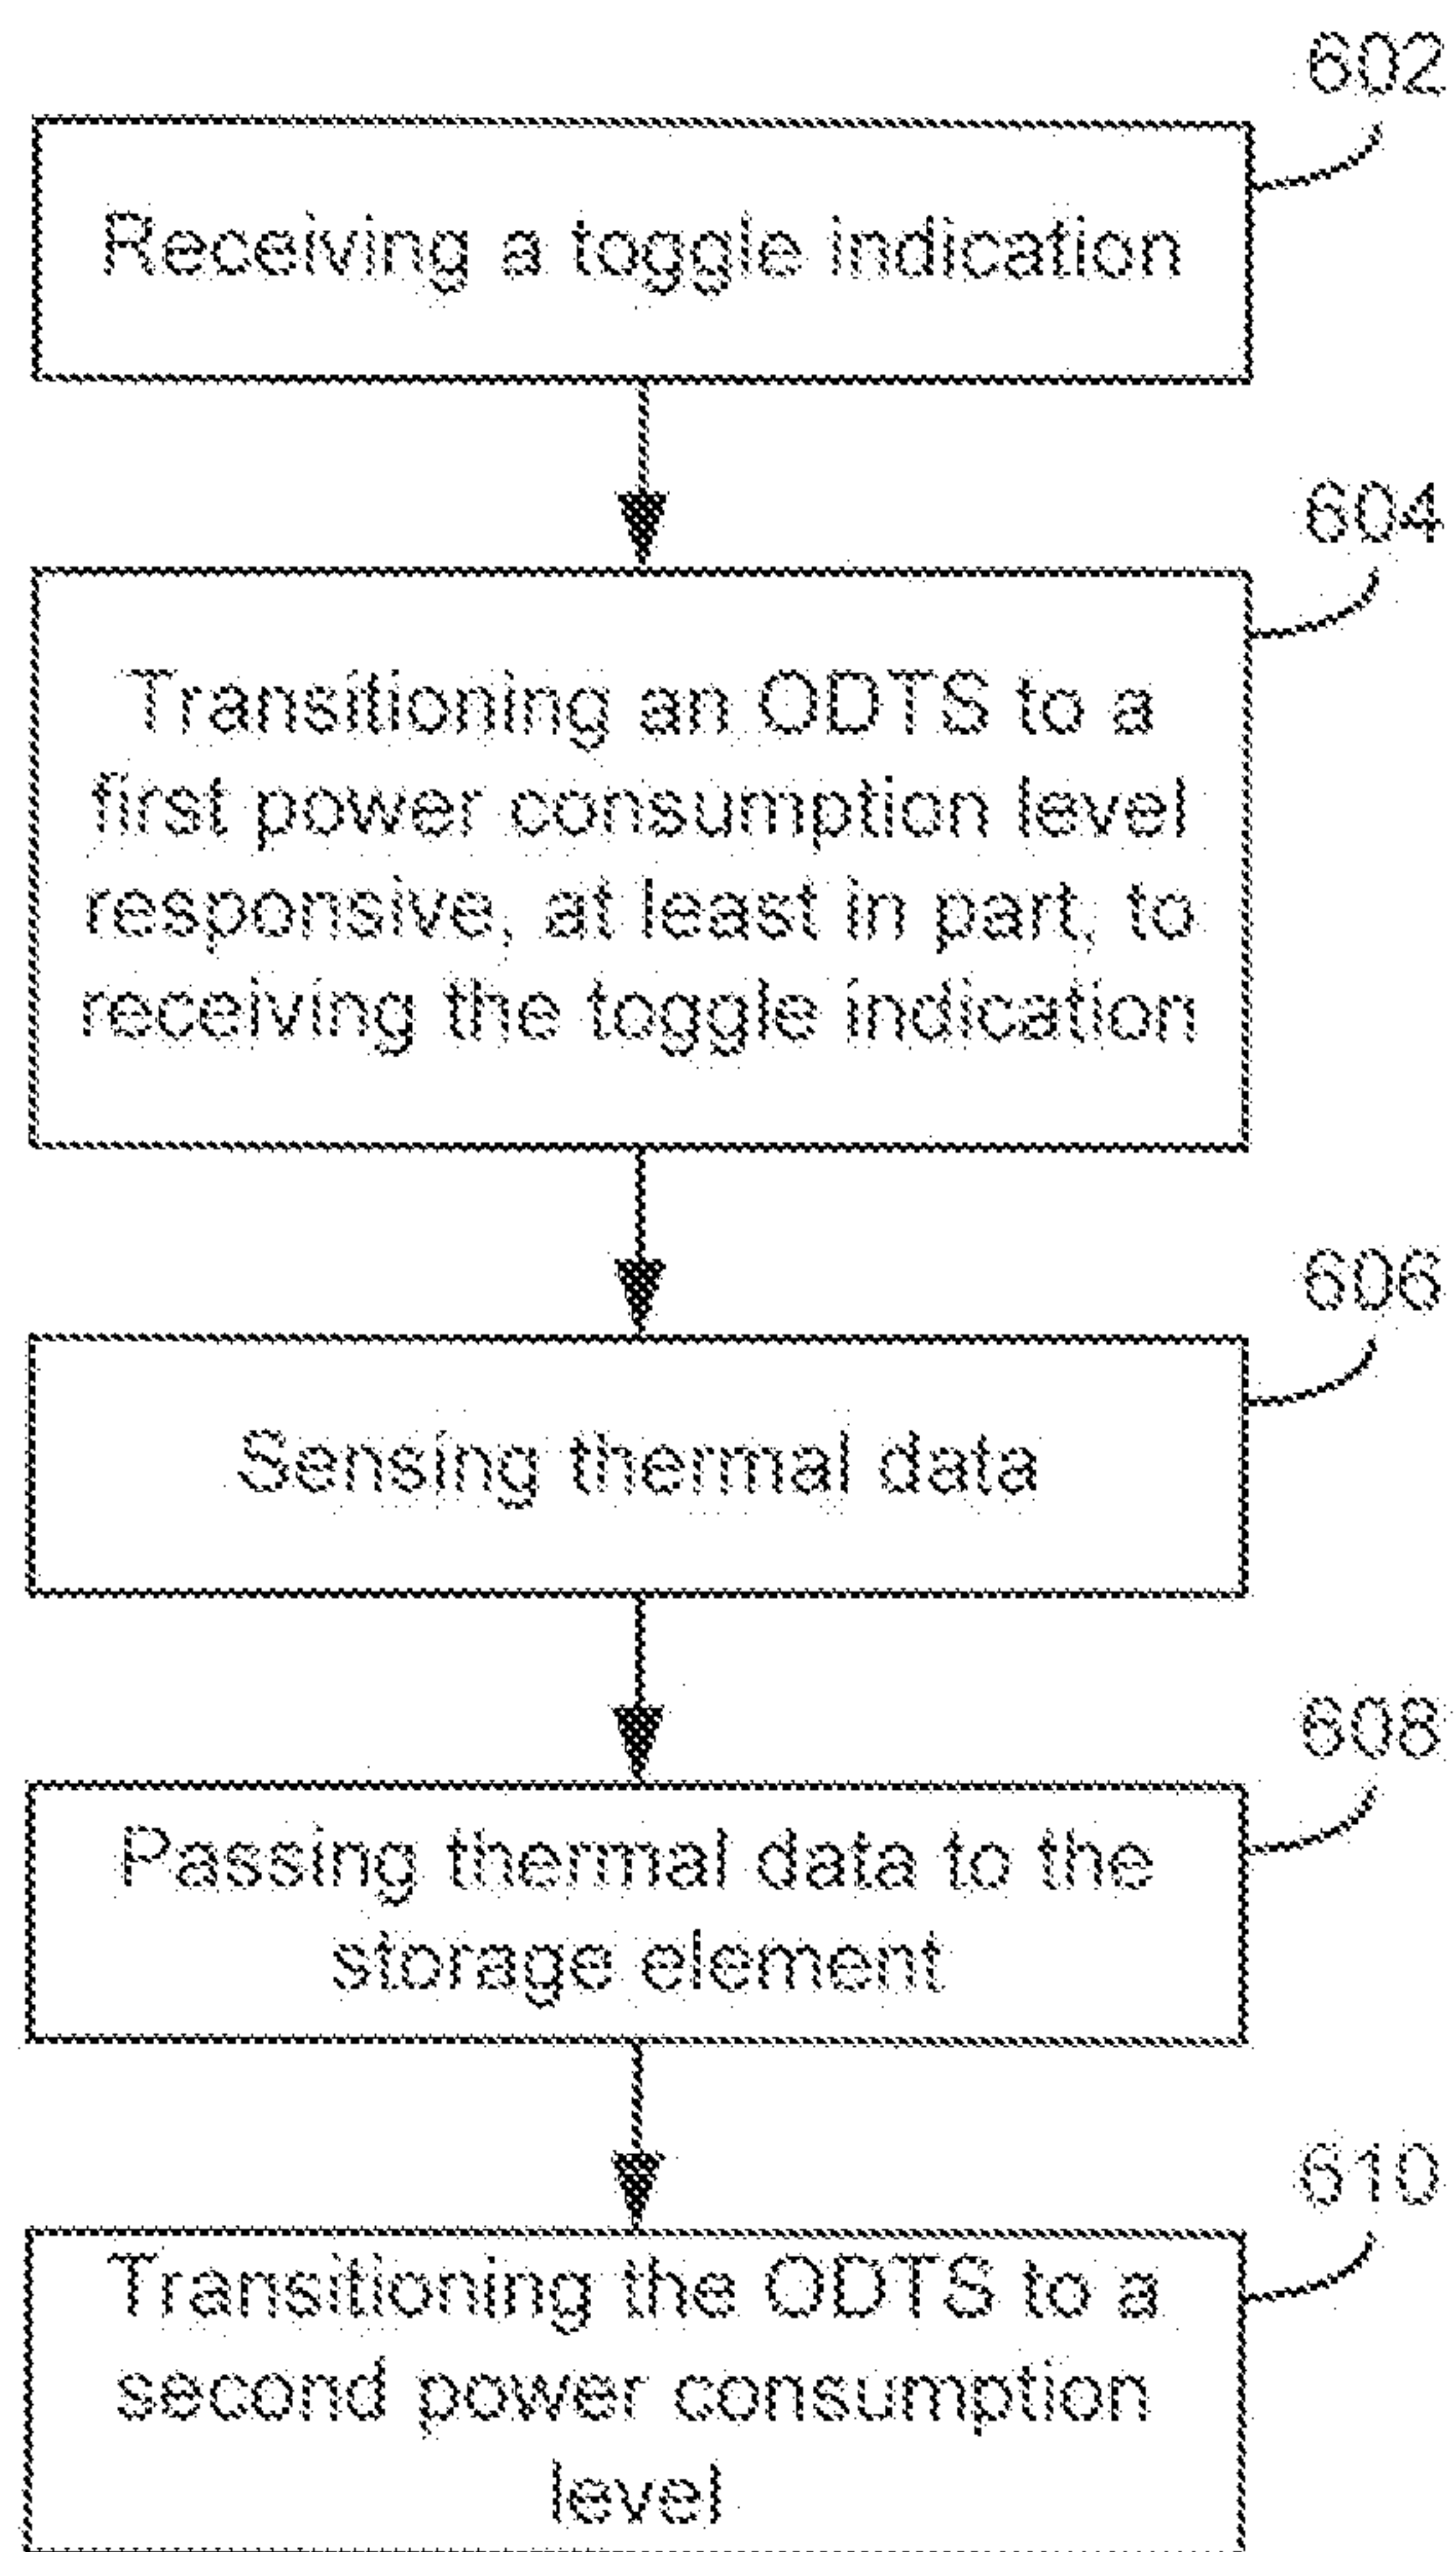 602
Receiving a toggle indication
604
Transitioning an ODTS to a
first power consumption level
responsive, at least in part, to
receiving the toggle indication
606
Sensing thermal data
608
Passing thermal data to the
storage element
610
Transitioning the ODTS to a
second power consumption
level